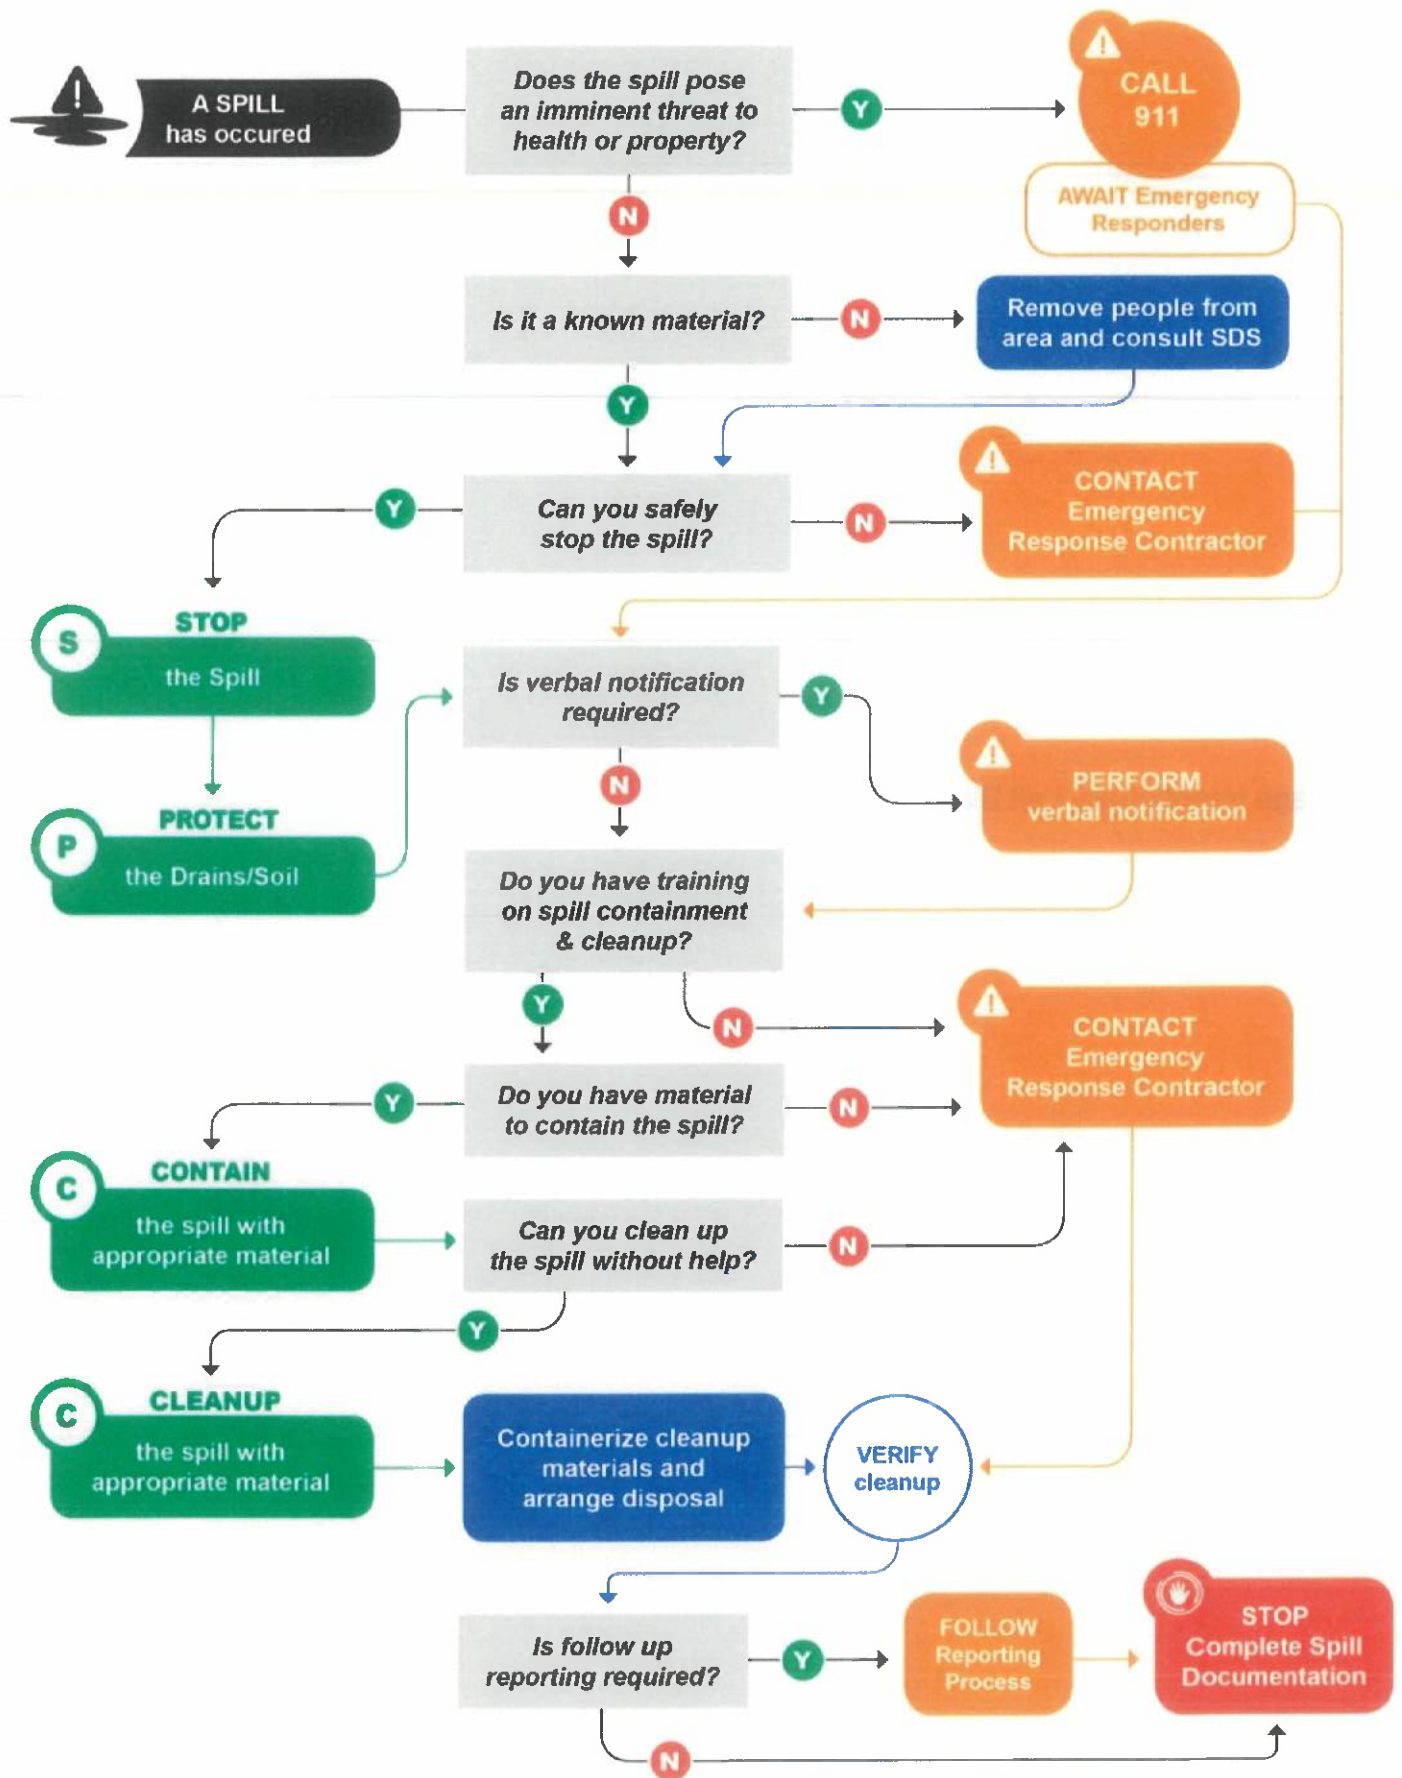 A SPILL
has occured
Does the spill pose
an imminent threat to
health or property?
Y
CALL
911
AWAIT Emergency
Responders
N
Is it a known material?
N
Remove people from
area and consult SDS
Y
Can you safely
stop the spill?
Y
N
CONTACT
Emergency
Response Contractor
S
STOP
the Spill
Is verbal notification
required?
Y
N
PERFORM
verbal notification
P
PROTECT
the Drains/Soil
Do you have training
on spill containment
& cleanup?
Y
N
CONTACT
Emergency
Response Contractor
Do you have material
to contain the spill?
Y
N
C
CONTAIN
the spill with
appropriate material
Can you clean up
the spill without help?
N
Y
C
CLEANUP
the spill with
appropriate material
Containerize cleanup
materials and
arrange disposal
VERIFY
cleanup
Is follow up
reporting required?
Y
FOLLOW
Reporting
Process
STOP
Complete Spill
Documentation
N